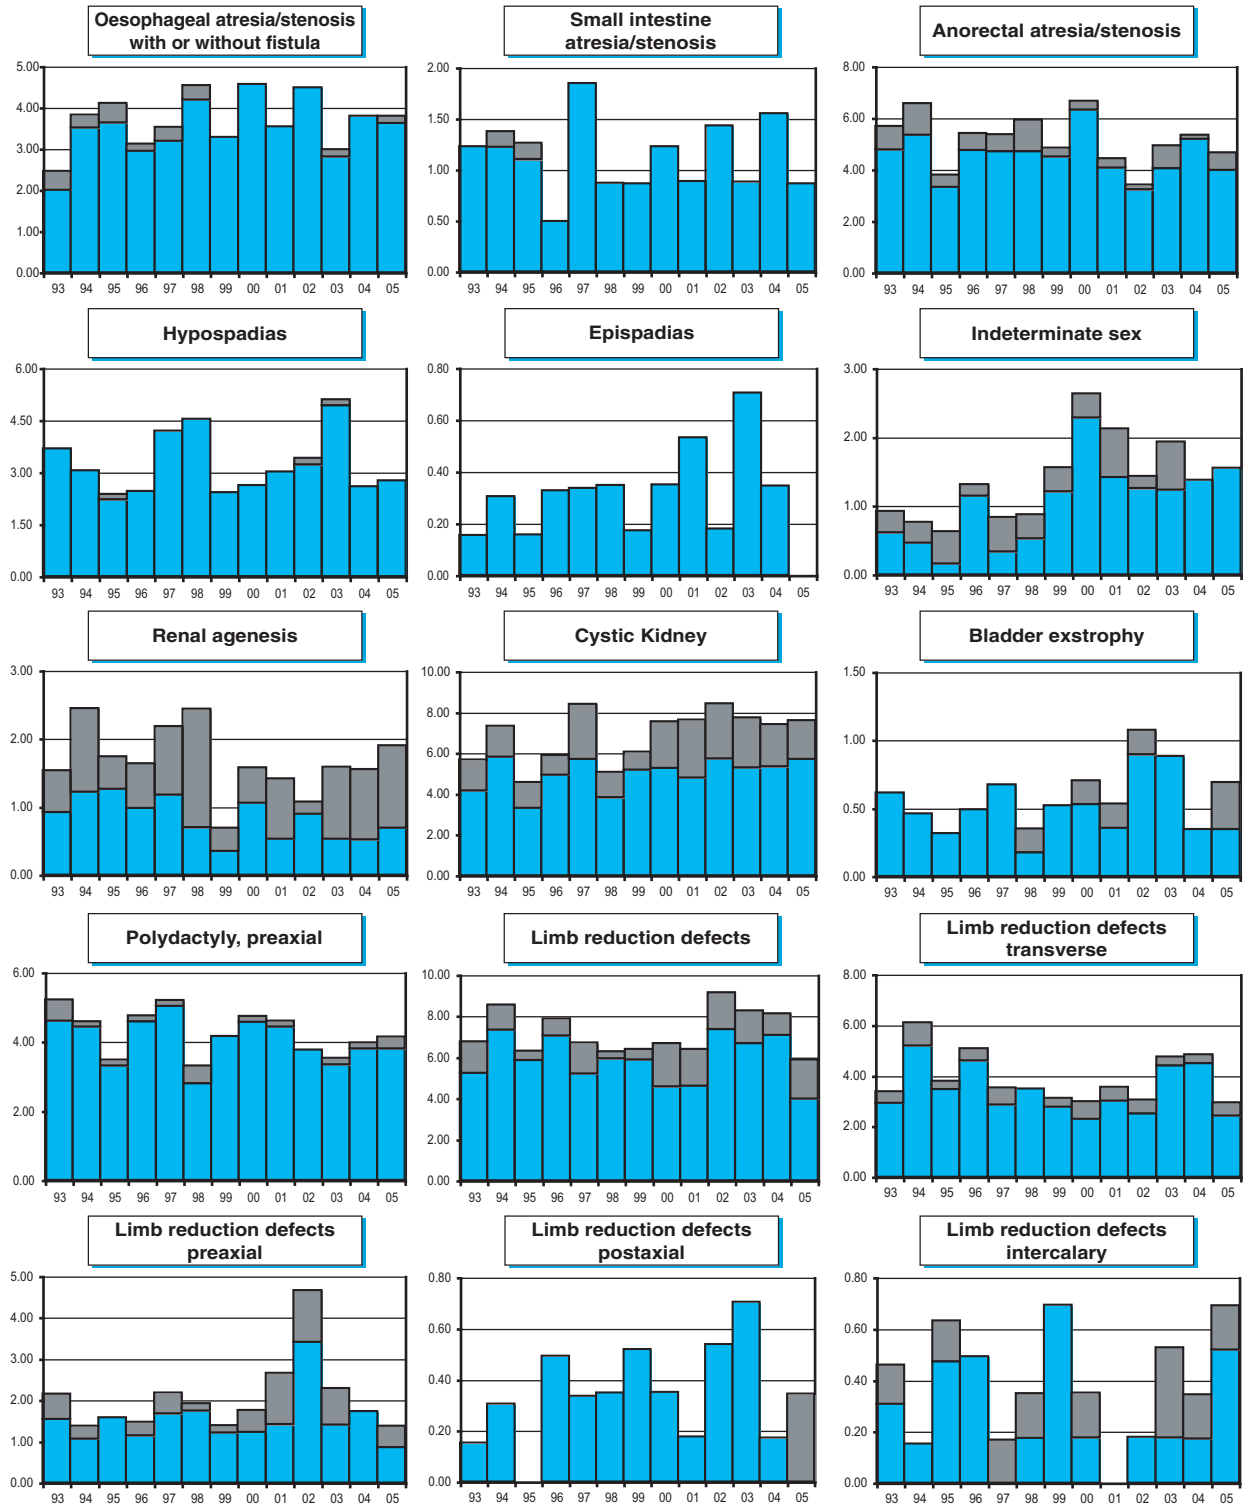 Oesophageal atresia/stenosis
with or without fistula
5.00
4.00
3.00
2.00
1.00
0.00
93 94 95 96 97 98 99 00 01 02 03 04 05
Small intestine
atresia/stenosis
2.00
1.50
1.00
0.50
0.00
93 94 95 96 97 98 99 00 01 02 03 04 05
Anorectal atresia/stenosis
8.00
6.00
4.00
2.00
0.00
93 94 95 96 97 98 99 00 01 02 03 04 05
Hypospadias
6.00
4.50
3.00
1.50
0.00
93 94 95 96 97 98 99 00 01 02 03 04 05
Epispadias
0.80
0.60
0.40
0.20
0.00
93 94 95 96 97 98 99 00 01 02 03 04 05
Indeterminate sex
3.00
2.00
1.00
0.00
93 94 95 96 97 98 99 00 01 02 03 04 05
Renal agenesis
3.00
2.00
1.00
0.00
93 94 95 96 97 98 99 00 01 02 03 04 05
Cystic Kidney
10.00
8.00
6.00
4.00
2.00
0.00
93 94 95 96 97 98 99 00 01 02 03 04 05
Bladder exstrophy
1.50
1.00
0.50
0.00
93 94 95 96 97 98 99 00 01 02 03 04 05
Polydactyly, preaxial
6.00
4.00
2.00
0.00
93 94 95 96 97 98 99 00 01 02 03 04 05
Limb reduction defects
10.00
8.00
6.00
4.00
2.00
0.00
93 94 95 96 97 98 99 00 01 02 03 04 05
Limb reduction defects
transverse
8.00
6.00
4.00
2.00
0.00
93 94 95 96 97 98 99 00 01 02 03 04 05
Limb reduction defects
preaxial
5.00
4.00
3.00
2.00
1.00
0.00
93 94 95 96 97 98 99 00 01 02 03 04 05
Limb reduction defects
postaxial
0.80
0.60
0.40
0.20
0.00
93 94 95 96 97 98 99 00 01 02 03 04 05
Limb reduction defects
intercalary
0.80
0.60
0.40
0.20
0.00
93 94 95 96 97 98 99 00 01 02 03 04 05